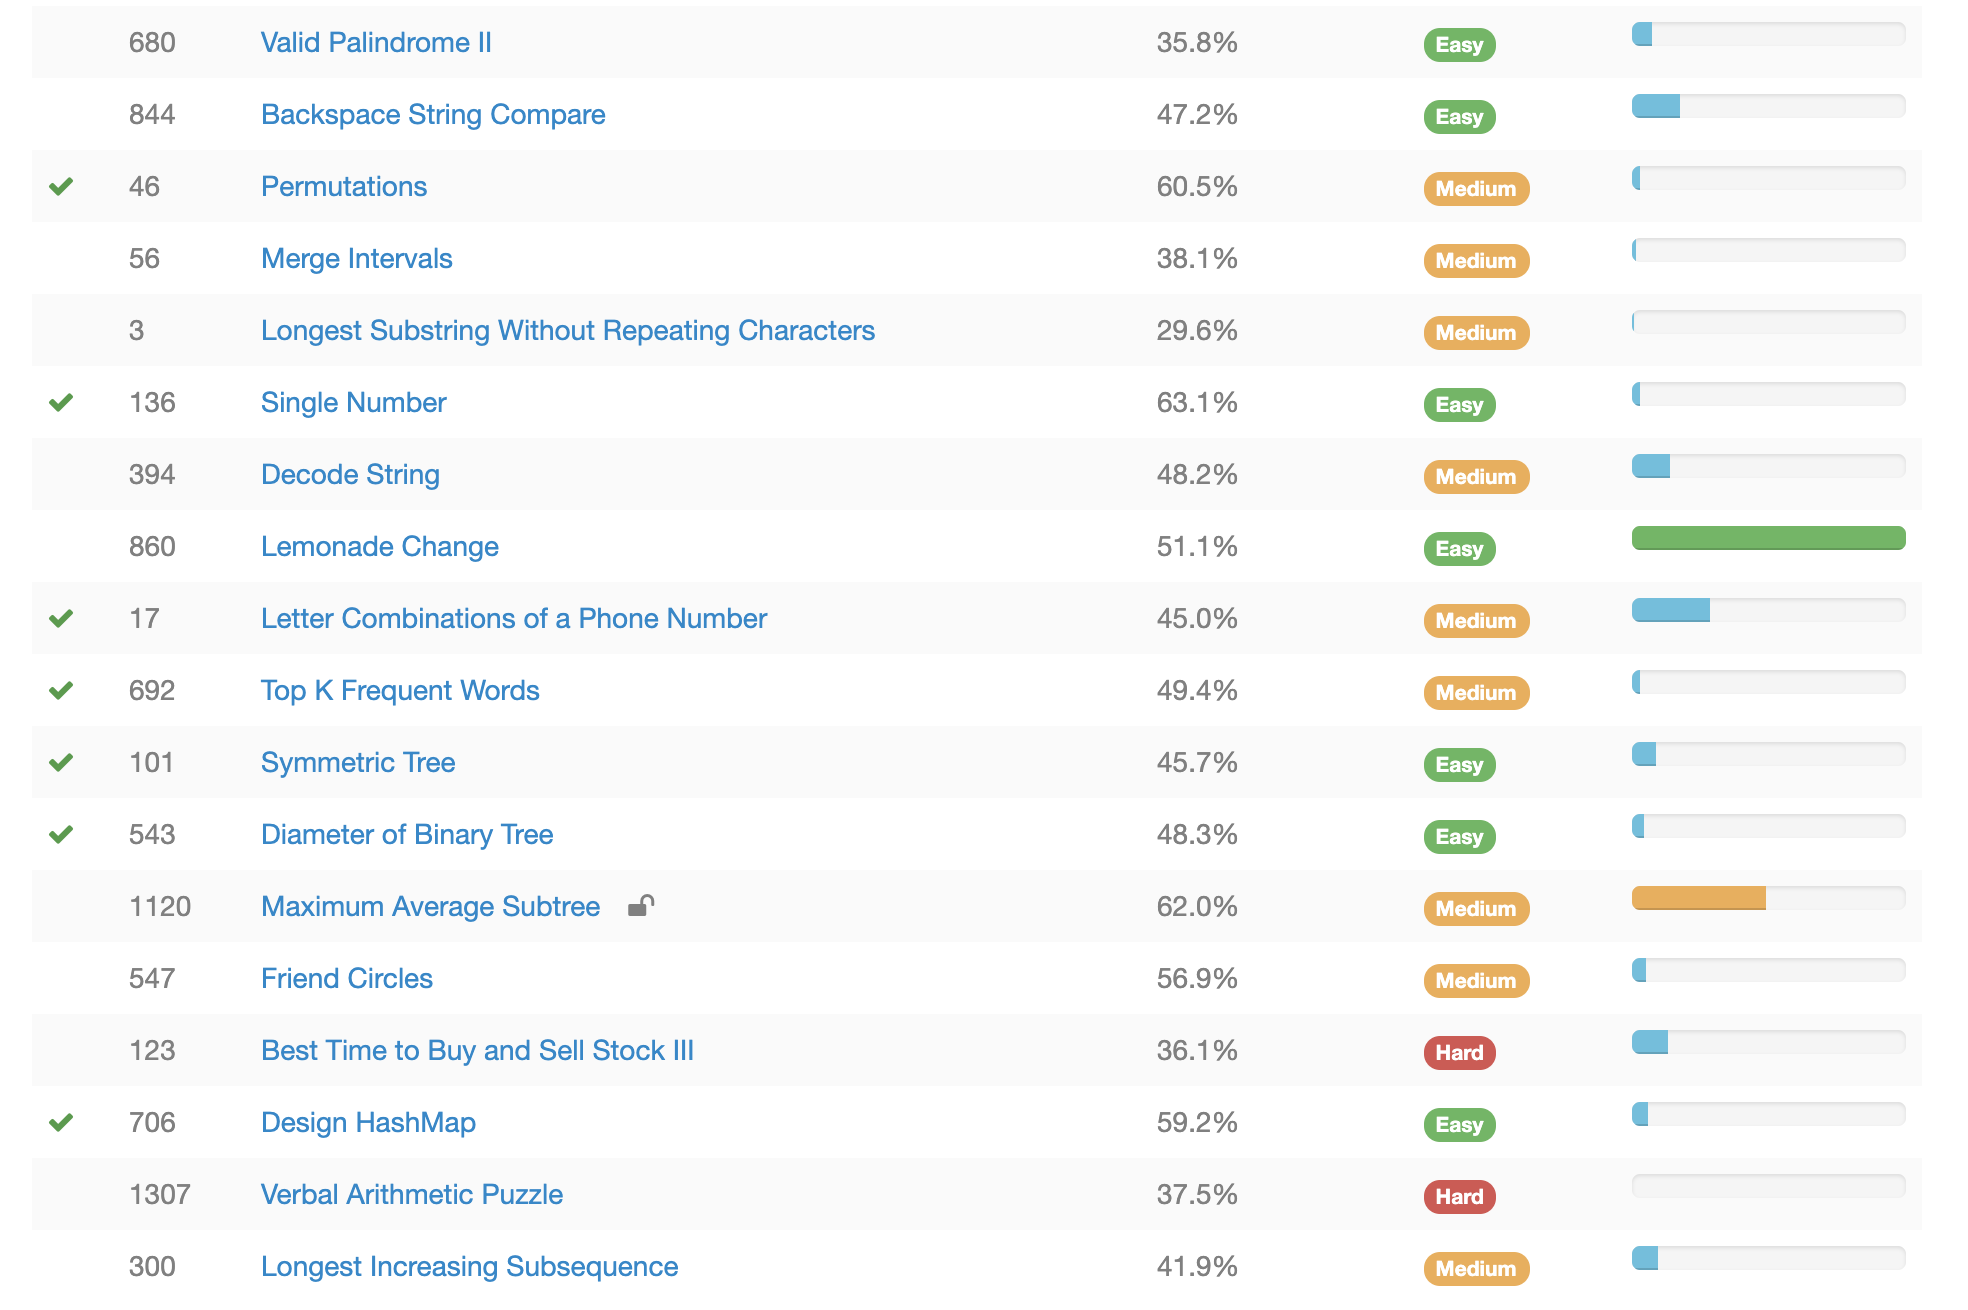 680 Valid Palindrome II 35.8% Easy
844 Backspace String Compare 47.2% Easy
46 Permutations 60.5% Medium
56 Merge Intervals 38.1% Medium
3 Longest Substring Without Repeating Characters 29.6% Medium
136 Single Number 63.1% Easy
394 Decode String 48.2% Medium
860 Lemonade Change 51.1% Easy
17 Letter Combinations of a Phone Number 45.0% Medium
692 Top K Frequent Words 49.4% Medium
101 Symmetric Tree 45.7% Easy
543 Diameter of Binary Tree 48.3% Easy
1120 Maximum Average Subtree 62.0% Medium
547 Friend Circles 56.9% Medium
123 Best Time to Buy and Sell Stock III 36.1% Hard
706 Design HashMap 59.2% Easy
1307 Verbal Arithmetic Puzzle 37.5% Hard
300 Longest Increasing Subsequence 41.9% Medium